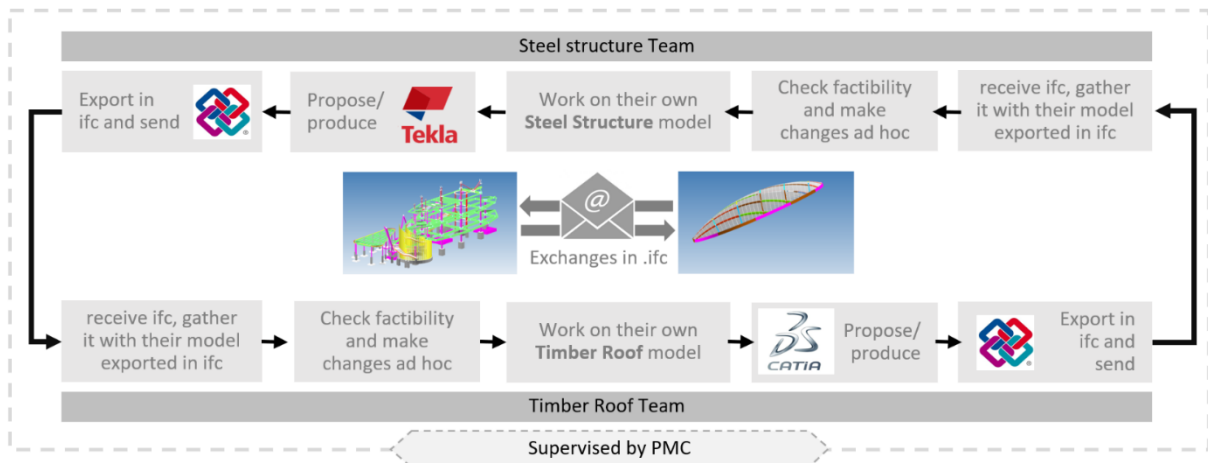 Steel structure Team
Export in
ifc and send
®
Propose/
produce
Tekla
Work on their own
Steel Structure model
Check factibility
and make
changes ad hoc
receive ifc, gather
it with their model
exported in ifc
@
Exchanges in .ifc
receive ifc, gather
it with their model
exported in ifc
Check factibility
and make
changes ad hoc
Work on their own
Timber Roof model
CATIA
Propose/
produce
®
Export in
ifc and
send
Timber Roof Team
Supervised by PMC